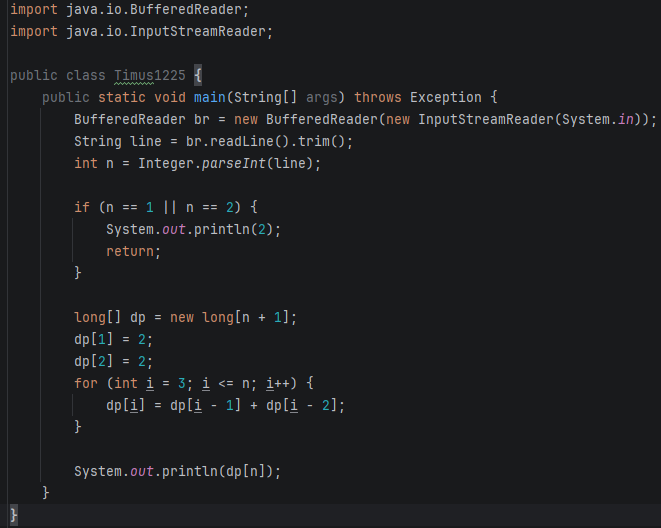 import java.io.BufferedReader;
import java.io.InputStreamReader;

public class Timus1225 {
    public static void main(String[] args) throws Exception {
        BufferedReader br = new BufferedReader(new InputStreamReader(System.in));
        String line = br.readLine().trim();
        int n = Integer.parseInt(line);

        if (n == 1 || n == 2) {
            System.out.println(2);
            return;
        }

        long[] dp = new long[n + 1];
        dp[1] = 2;
        dp[2] = 2;
        for (int i = 3; i <= n; i++) {
            dp[i] = dp[i - 1] + dp[i - 2];
        }

        System.out.println(dp[n]);
    }
}